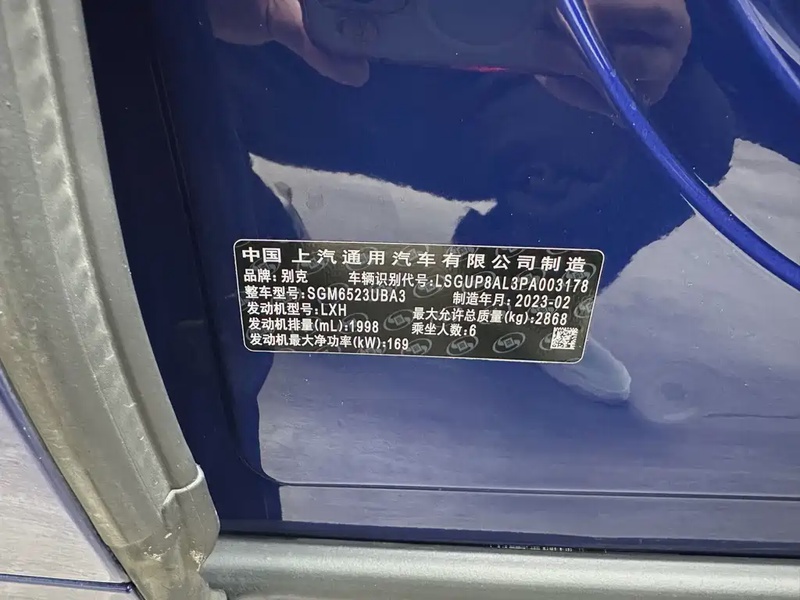 中国 上汽通用汽车有限公司制造
品牌:别克 车辆识别代号:LSGUP8AL3PA003178
整车型号:SGM6523UBA3 制造年月:2023-02
发动机型号:LXH 最大允许总质量(kg):2868
发动机排量(mL):1998 乘坐人数:6
发动机最大净功率(kW):169